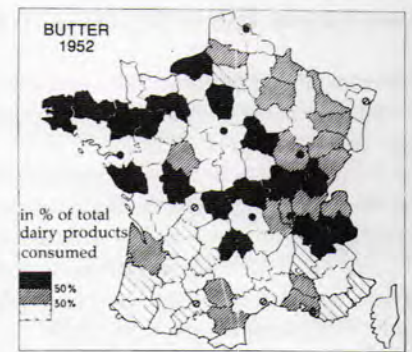 BUTTER
1952
in % of total
dairy products
consumed
50%
50%